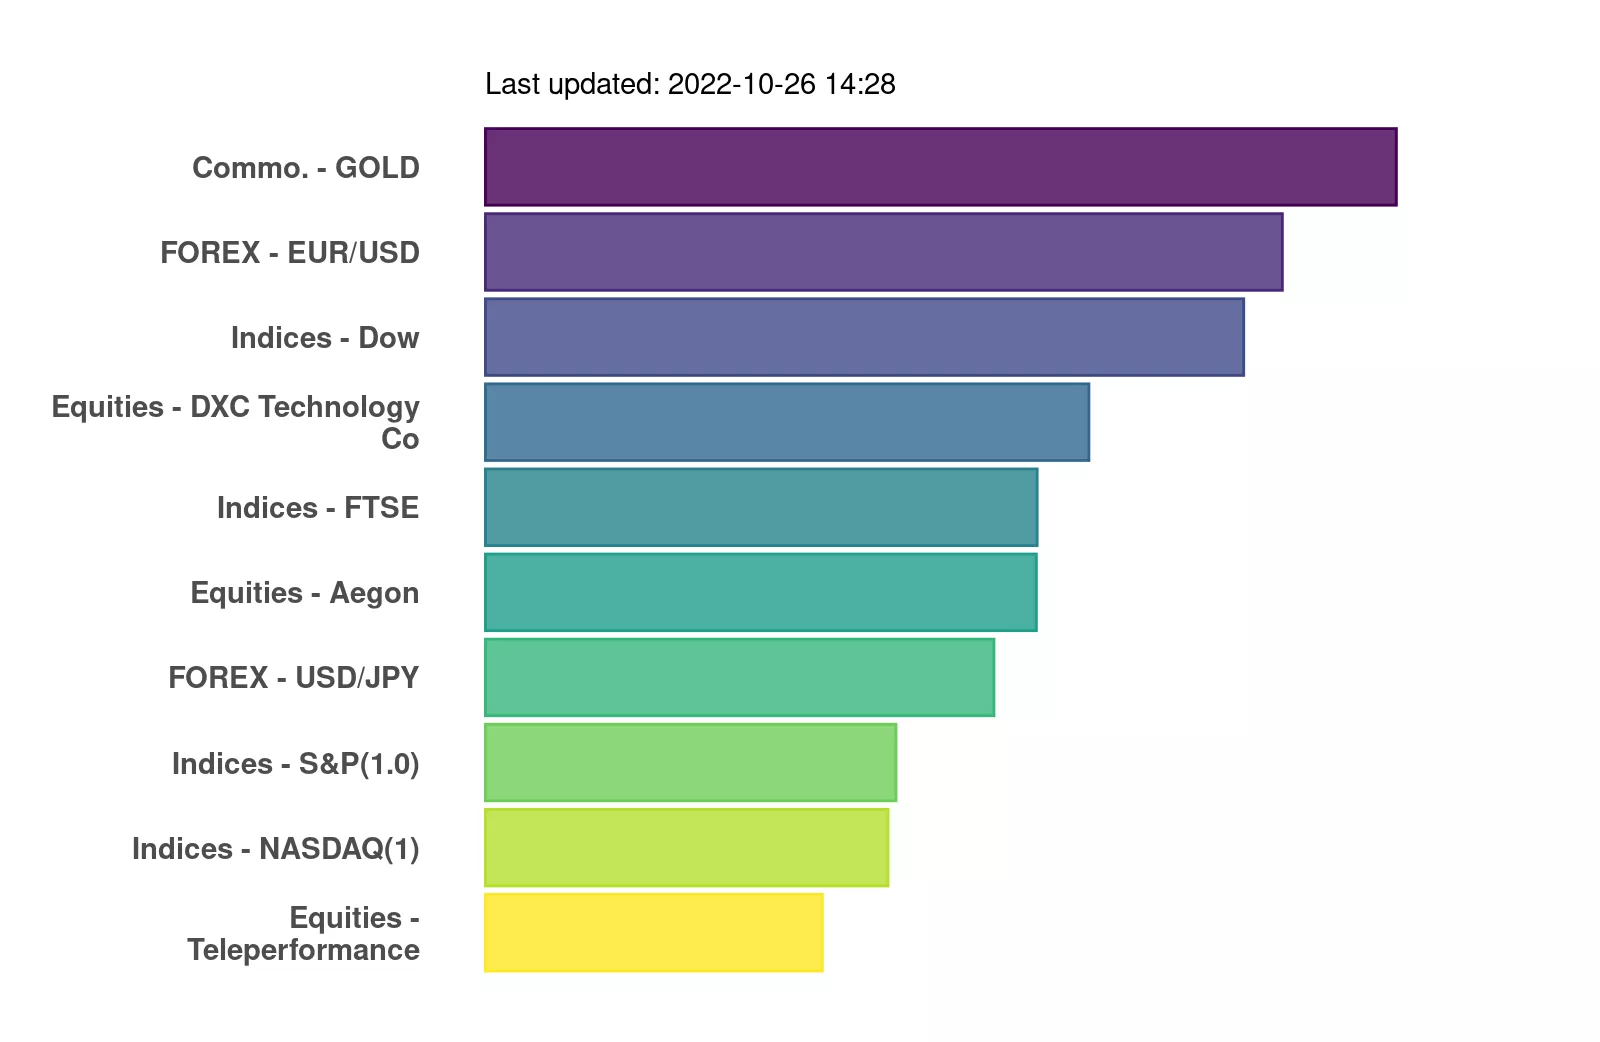 Last updated: 2022-10-26 14:28
Commo. - GOLD
FOREX - EUR/USD
Indices - Dow
Equities - DXC Technology
Co
Indices - FTSE
Equities - Aegon
FOREX - USD/JPY
Indices - S&P(1.0)
Indices - NASDAQ(1)
Equities -
Teleperformance